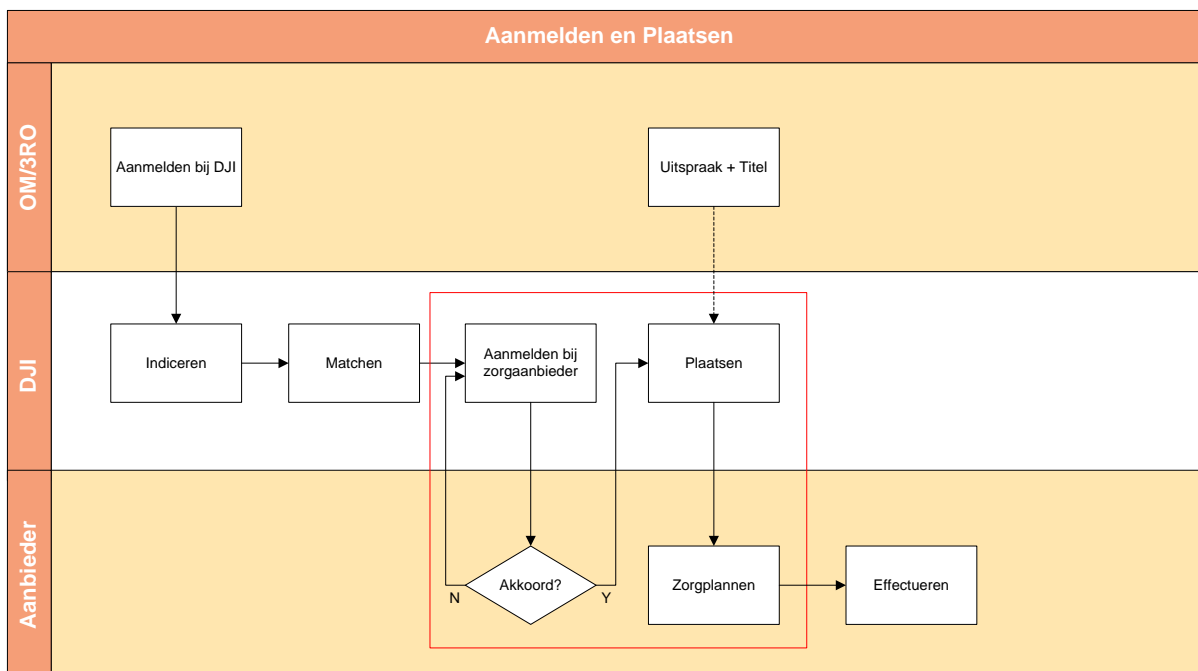 Aanmelden en Plaatsen
OM/3RO
Aanmelden bij DJI
Uitspraak + Titel
DJI
Indiceren
Matchen
Aanmelden bij
zorgaanbieder
Plaatsen
Aanbieder
N
Akkoord?
Y
Zorgplannen
Effectueren